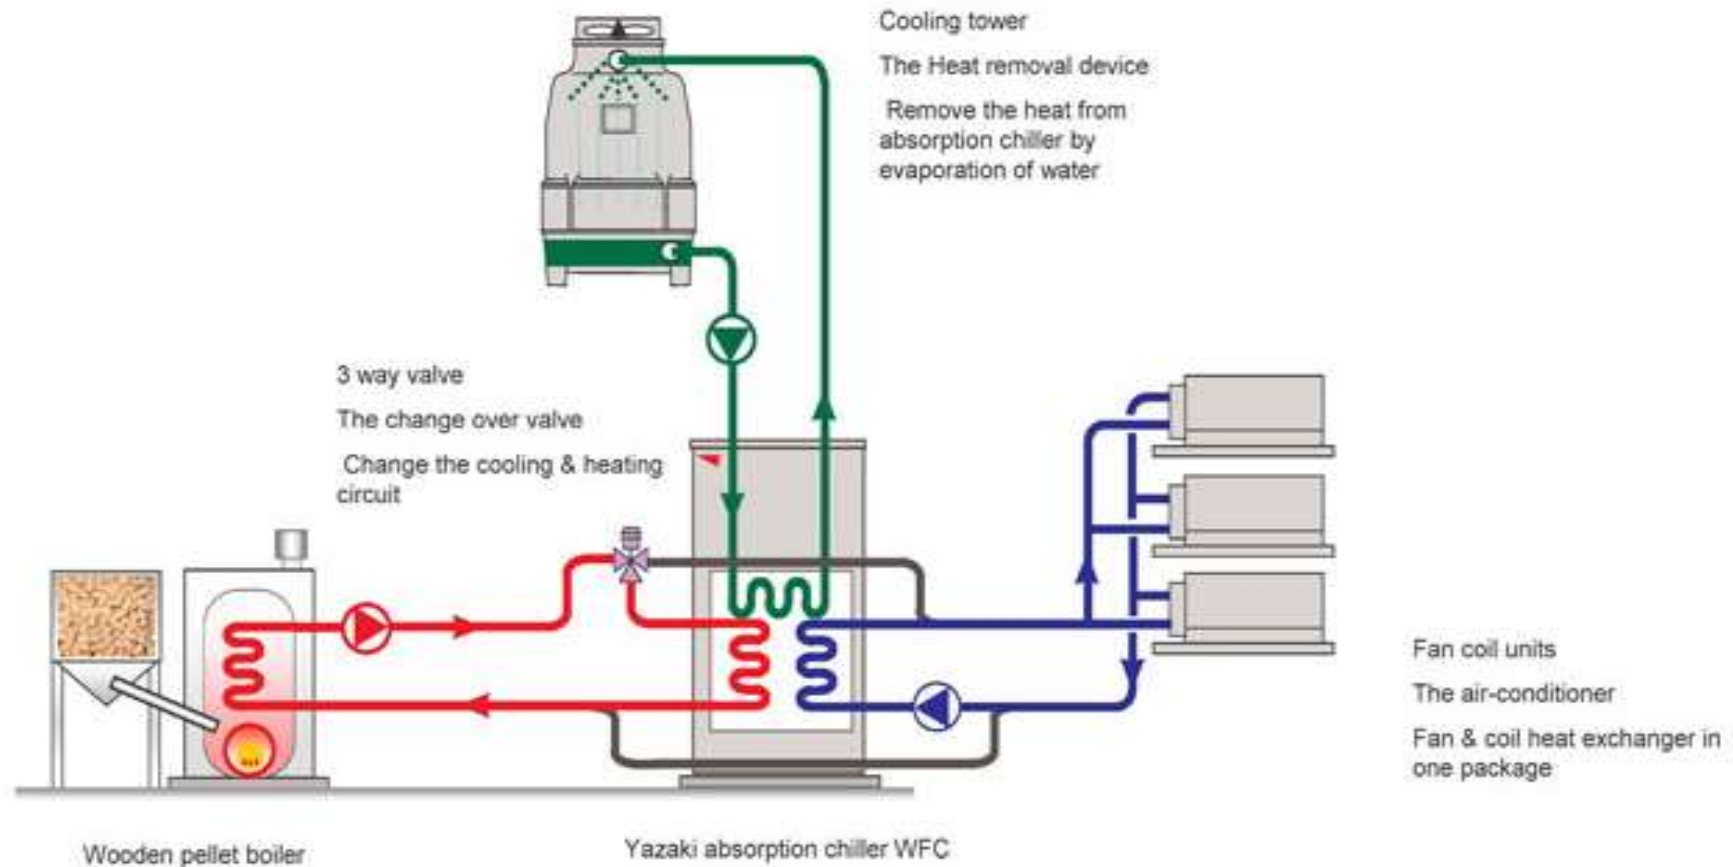 Cooling tower
The Heat removal device
Remove the heat from
absorption chiller by
evaporation of water
3 way valve
The change over valve
Change the cooling & heating
circuit
Fan coil units
The air-conditioner
Fan & coil heat exchanger in
one package
Wooden pellet boiler
Yazaki absorption chiller WFC